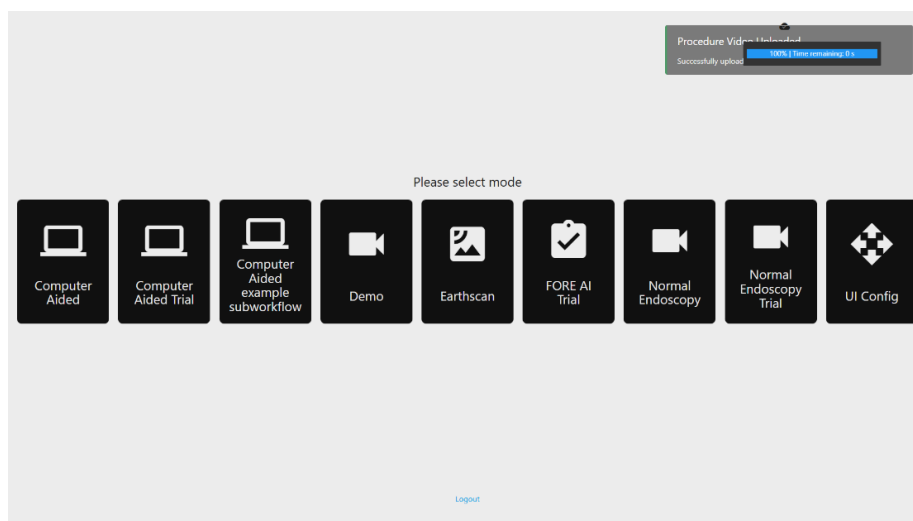 Procedure Video Uploaded
100% | Time remaining: 0 s
Successfully upload
Please select mode
Computer
Aided
Computer
Aided Trial
Computer
Aided
example
subworkflow
Demo
Earthscan
FORE AI
Trial
Normal
Endoscopy
Normal
Endoscopy
Trial
UI Config
Logout